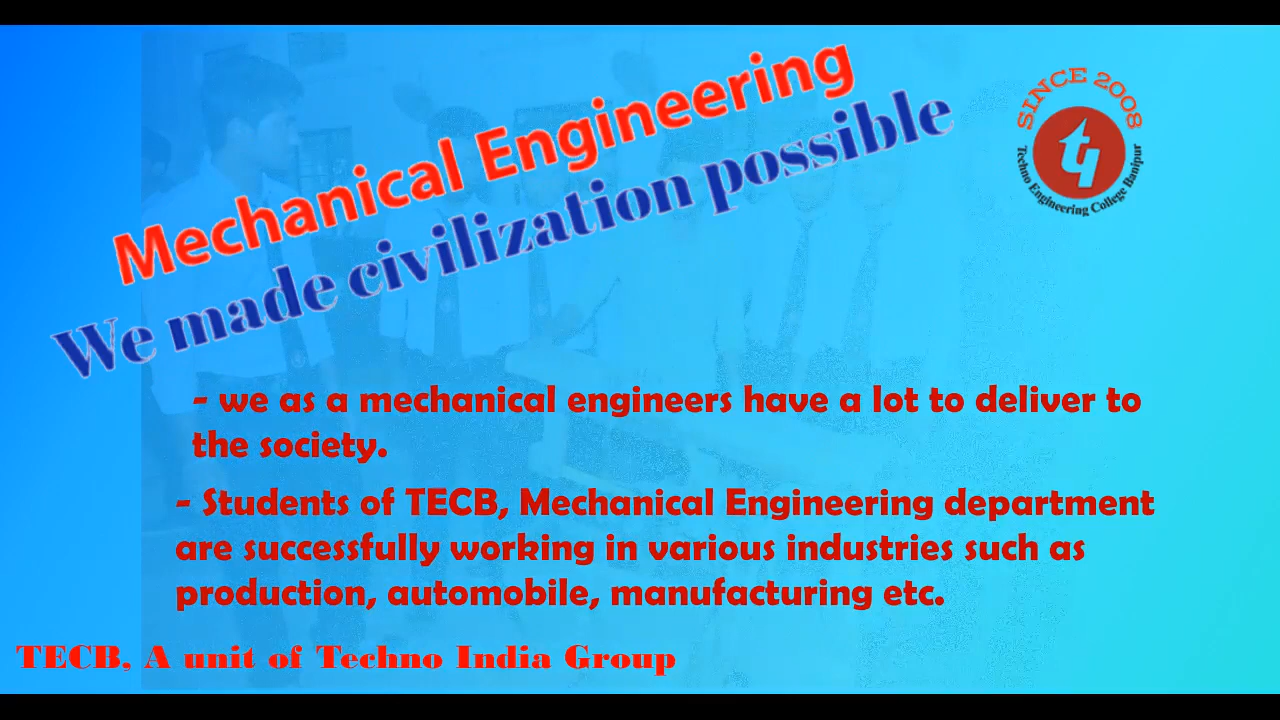 Mechanical Engineering
We made civilization possible
SINCE 2008
Techno Engineering College Banipur
- we as a mechanical engineers have a lot to deliver to
the society.
- Students of TECB, Mechanical Engineering department
are successfully working in various industries such as
production, automobile, manufacturing etc.
TECB, A unit of Techno India Group